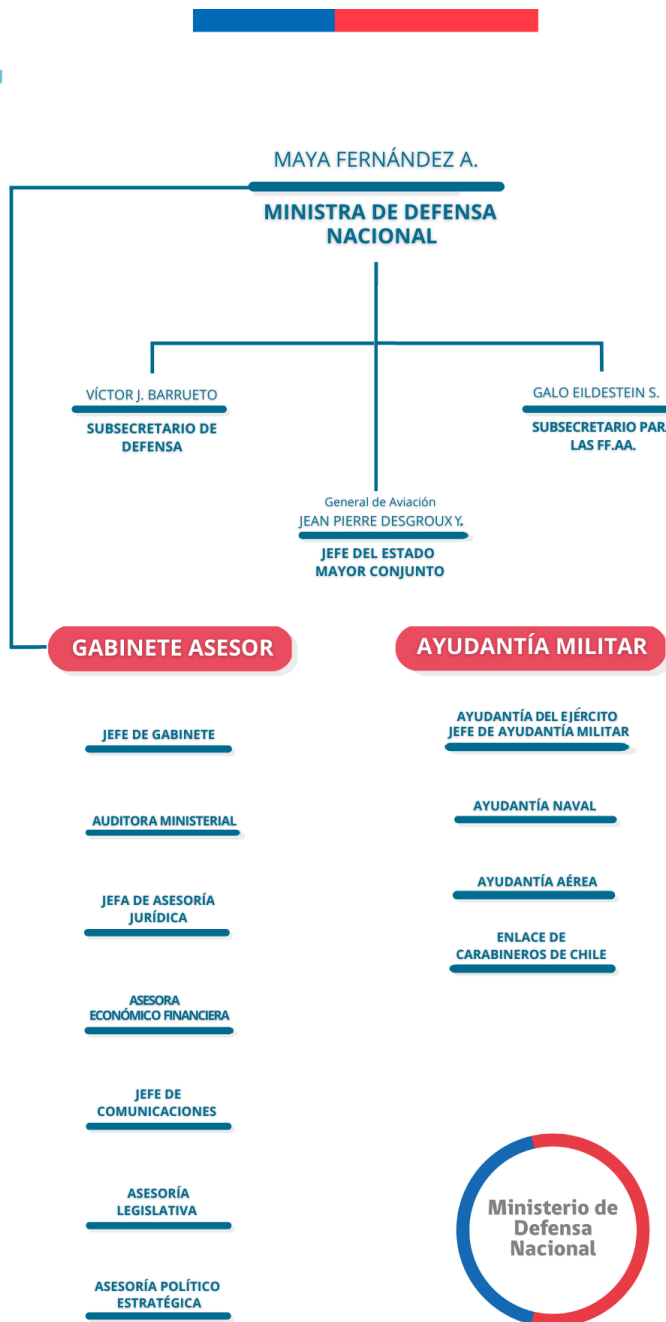 MAYA FERNÁNDEZ A.
MINISTRA DE DEFENSA
NACIONAL
VÍCTOR J. BARRUETO
SUBSECRETARIO DE
DEFENSA
GALO EILDESTEIN S.
SUBSECRETARIO PARA
LAS FF.AA.
General de Aviación
JEAN PIERRE DESGROUX Y.
JEFE DEL ESTADO
MAYOR CONJUNTO
GABINETE ASESOR
JEFE DE GABINETE
AUDITORA MINISTERIAL
JEFA DE ASESORÍA
JURÍDICA
ASESORA
ECONÓMICO FINANCIERA
JEFE DE
COMUNICACIONES
ASESORÍA
LEGISLATIVA
ASESORÍA POLÍTICO
ESTRATÉGICA
AYUDANTÍA MILITAR
AYUDANTÍA DEL EJÉRCITO
JEFE DE AYUDANTÍA MILITAR
AYUDANTÍA NAVAL
AYUDANTÍA AÉREA
ENLACE DE
CARABINEROS DE CHILE
Ministerio de
Defensa
Nacional